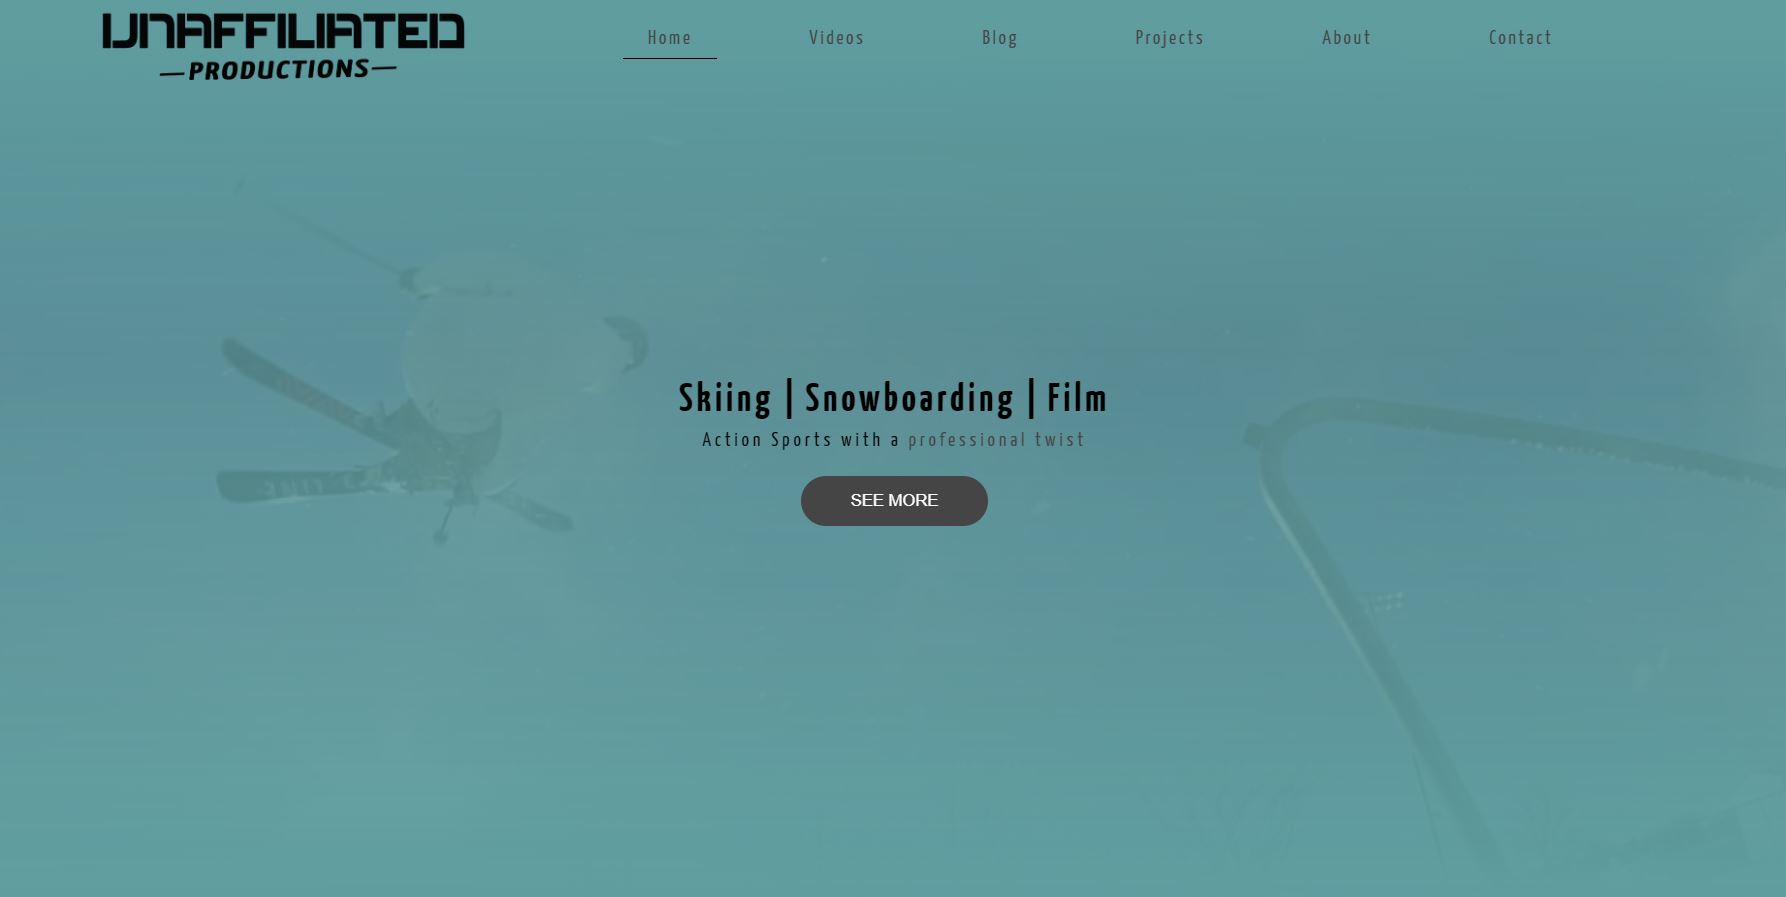 UNAFFILIATED
—PRODUCTIONS—
Home Videos Blog Projects About Contact
Skiing | Snowboarding | Film
Action Sports with a professional twist
SEE MORE